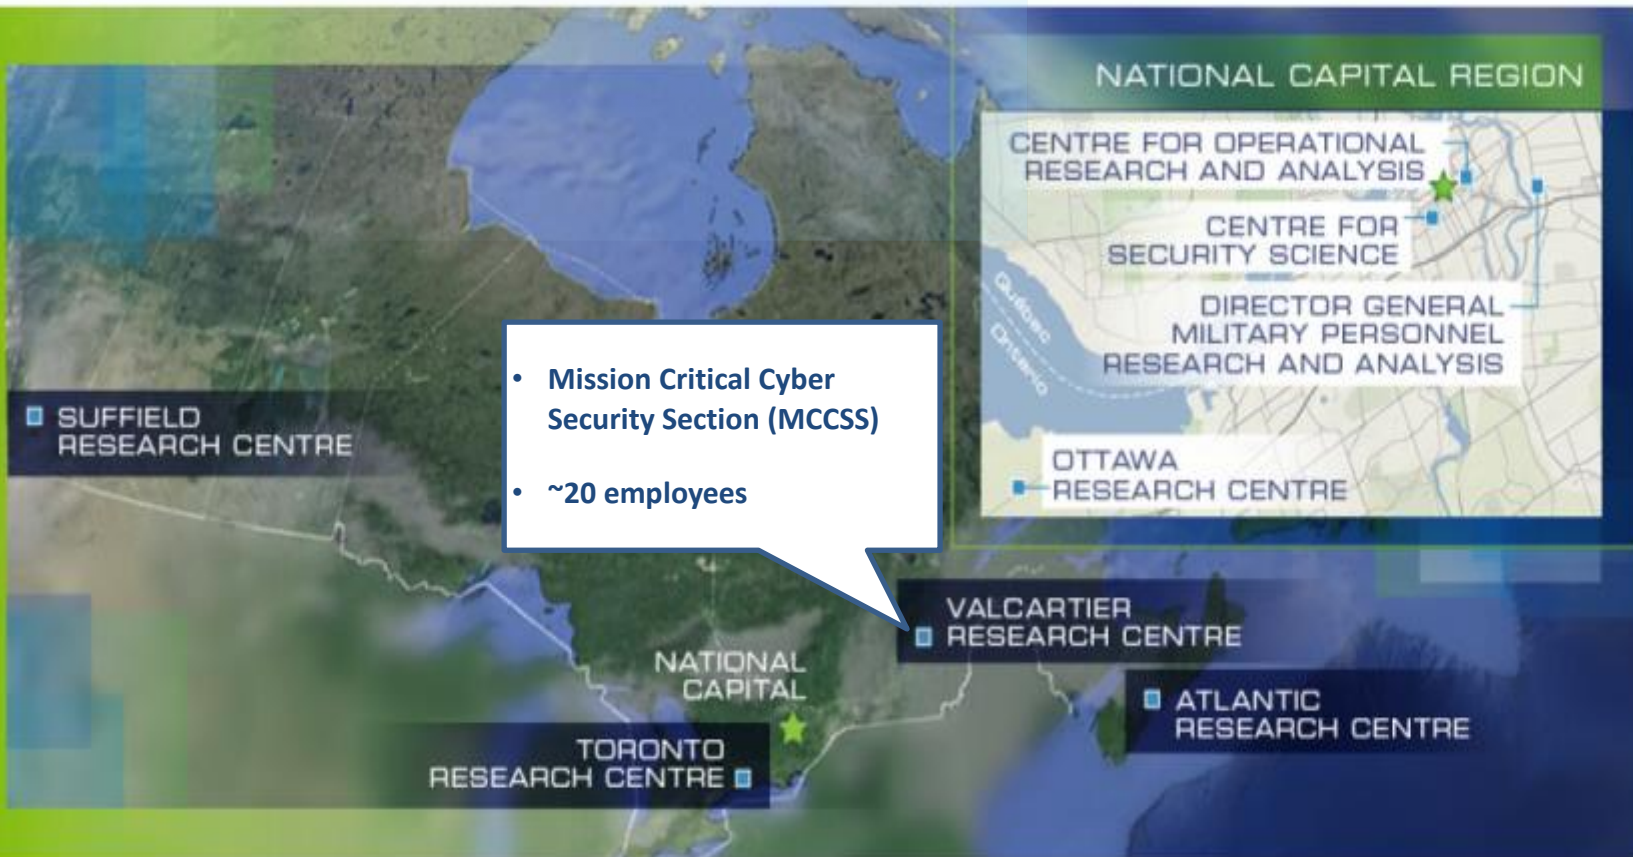 NATIONAL CAPITAL REGION
CENTRE FOR OPERATIONAL
RESEARCH AND ANALYSIS
CENTRE FOR
SECURITY SCIENCE
DIRECTOR GENERAL
MILITARY PERSONNEL
RESEARCH AND ANALYSIS
Québec
Ontario
OTTAWA
RESEARCH CENTRE
• Mission Critical Cyber
Security Section (MCCSS)
• ~20 employees
SUFFIELD
RESEARCH CENTRE
VALCARTIER
RESEARCH CENTRE
NATIONAL
CAPITAL
ATLANTIC
RESEARCH CENTRE
TORONTO
RESEARCH CENTRE